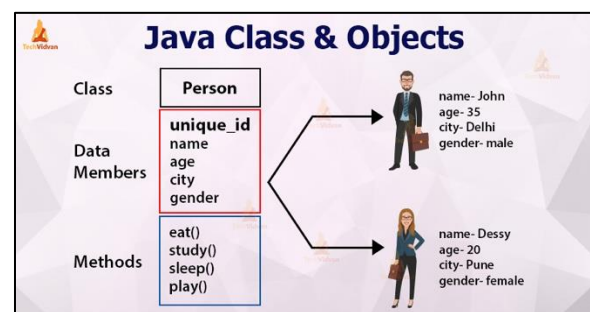 TechVidvan
Java Class & Objects
Class
Person
Data
Members
unique_id
name
age
city
gender
Methods
eat()
study()
sleep()
play()
name- John
age- 35
city- Delhi
gender- male
name- Dessy
age- 20
city- Pune
gender- female